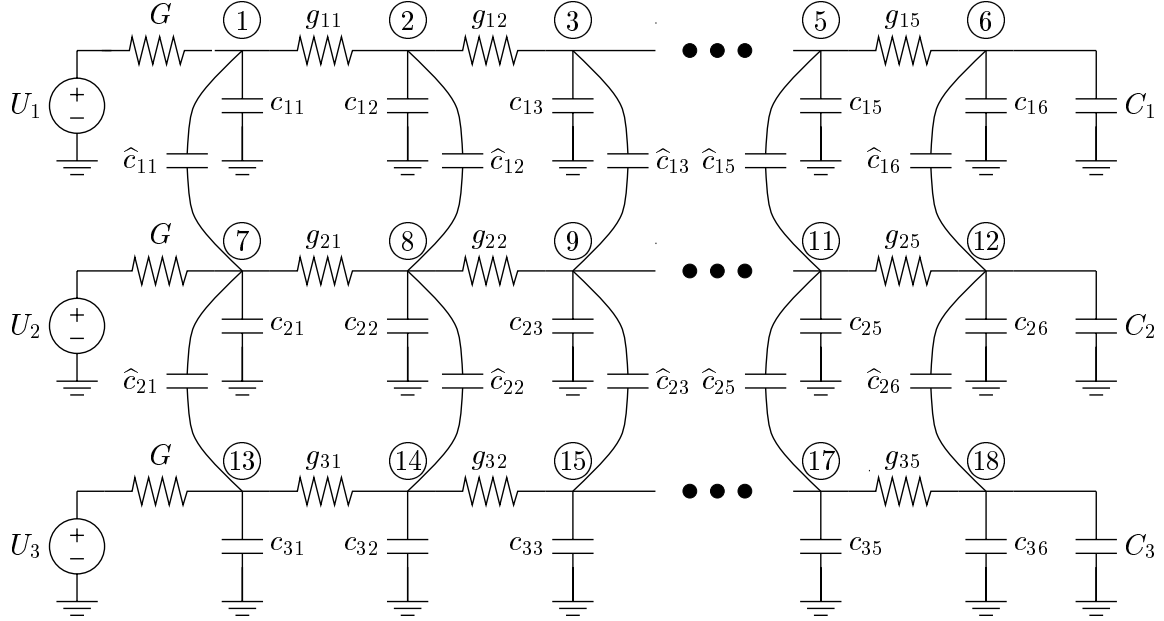 G 1 g₁₁ 2 g₁₂ 3 5 g₁₅ 6
U₁ + − c₁₁ c₁₂ c₁₃ c₁₅ c₁₆ C₁
ĉ₁₁ ĉ₁₂ ĉ₁₃ ĉ₁₅ ĉ₁₆
G 7 g₂₁ 8 g₂₂ 9 11 g₂₅ 12
U₂ + − c₂₁ c₂₂ c₂₃ c₂₅ c₂₆ C₂
ĉ₂₁ ĉ₂₂ ĉ₂₃ ĉ₂₅ ĉ₂₆
G 13 g₃₁ 14 g₃₂ 15 17 g₃₅ 18
U₃ + − c₃₁ c₃₂ c₃₃ c₃₅ c₃₆ C₃